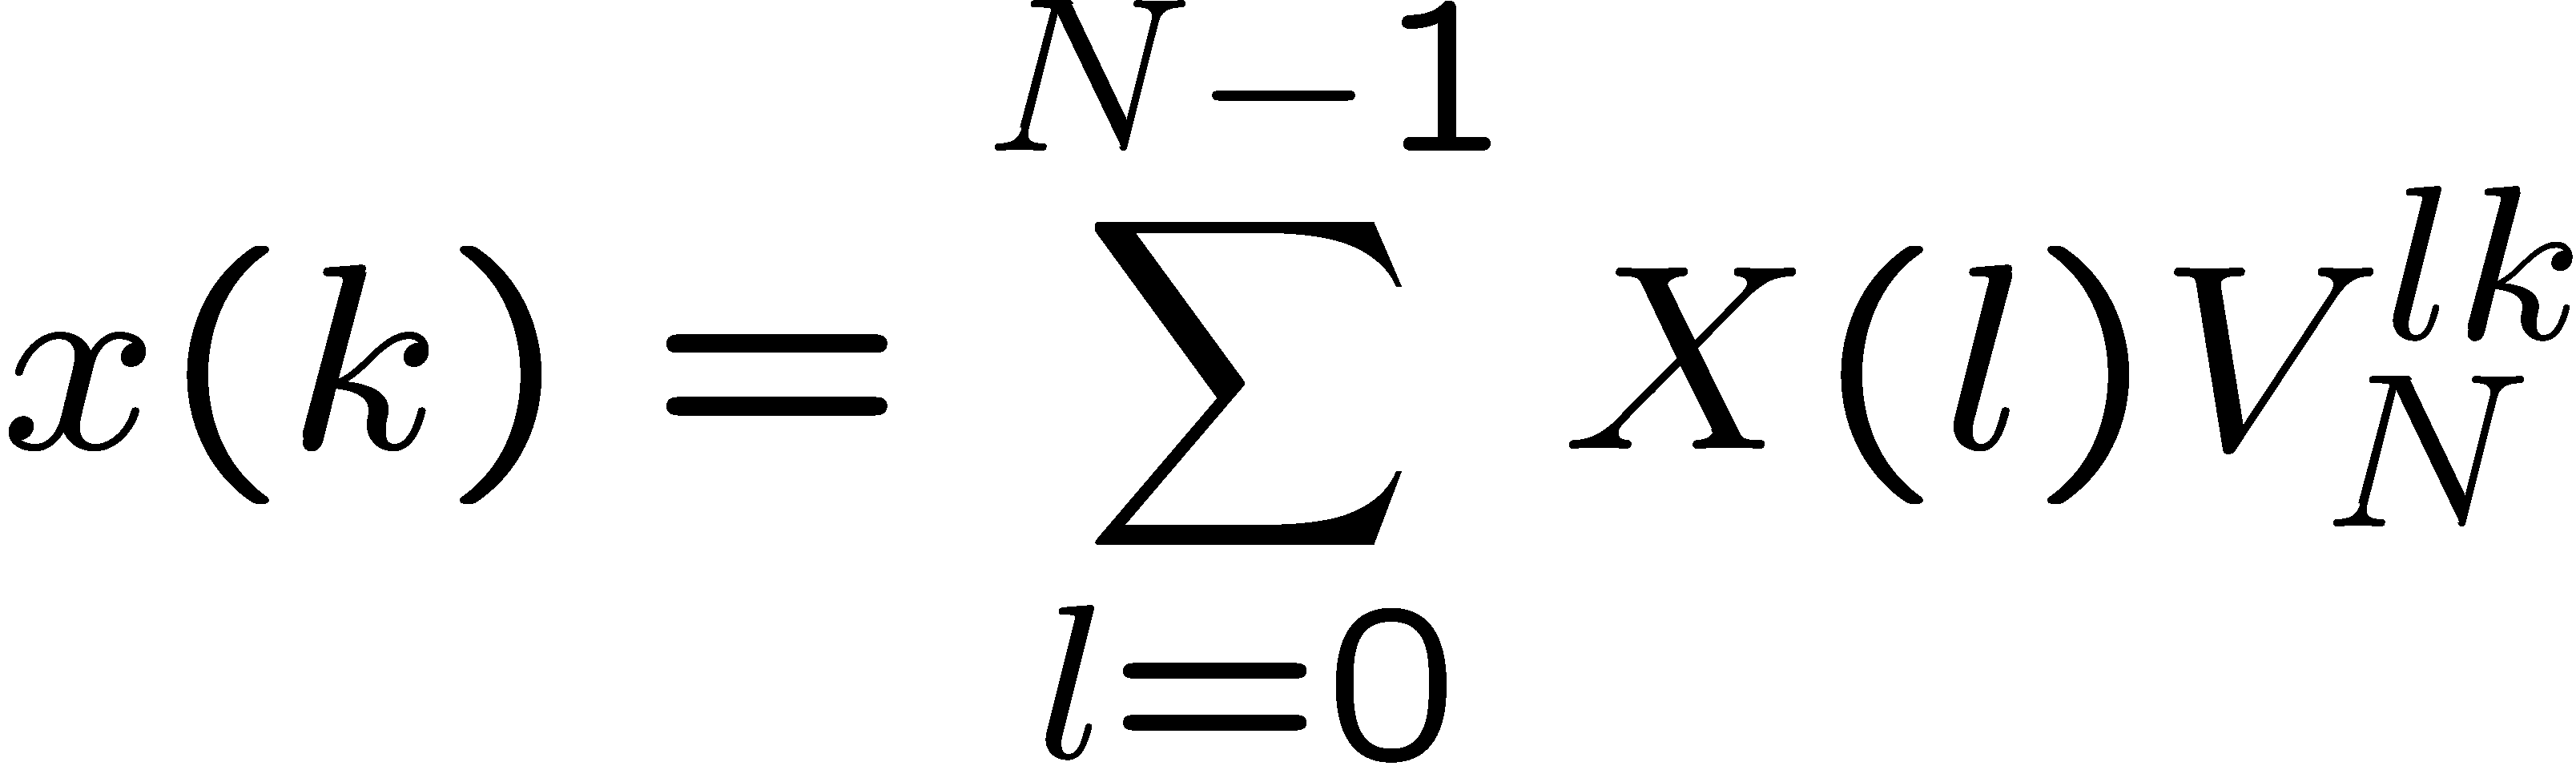 x(k) = \sum_{l=0}^{N-1} X(l) V_N^{lk}